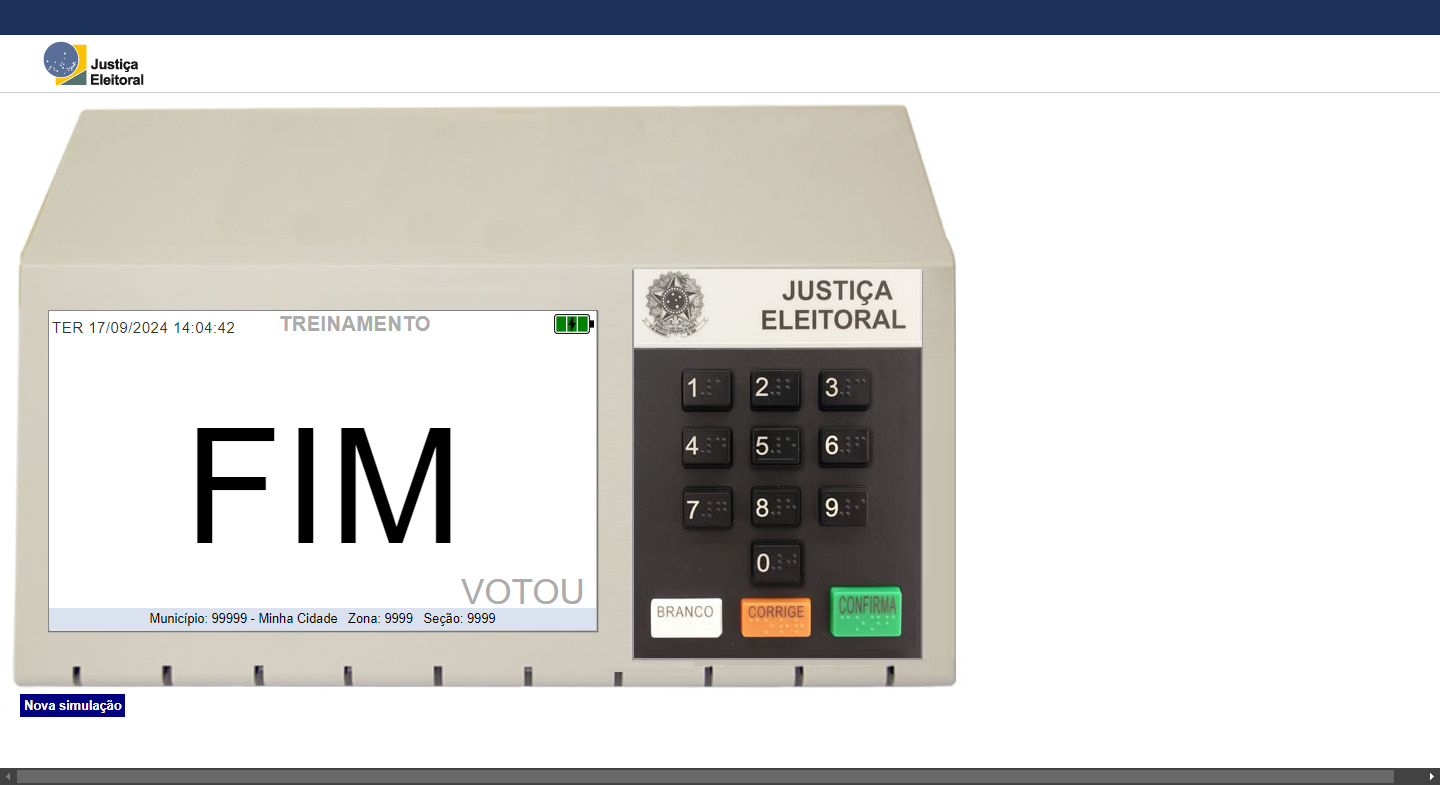 Justiça
Eleitoral
TER 17/09/2024 14:04:42
TREINAMENTO
FIM
VOTOU
Município: 99999 - Minha Cidade Zona: 9999 Seção: 9999
JUSTIÇA
ELEITORAL
1 2 3
4 5 6
7 8 9
0
BRANCO CORRIGE CONFIRMA
Nova simulação